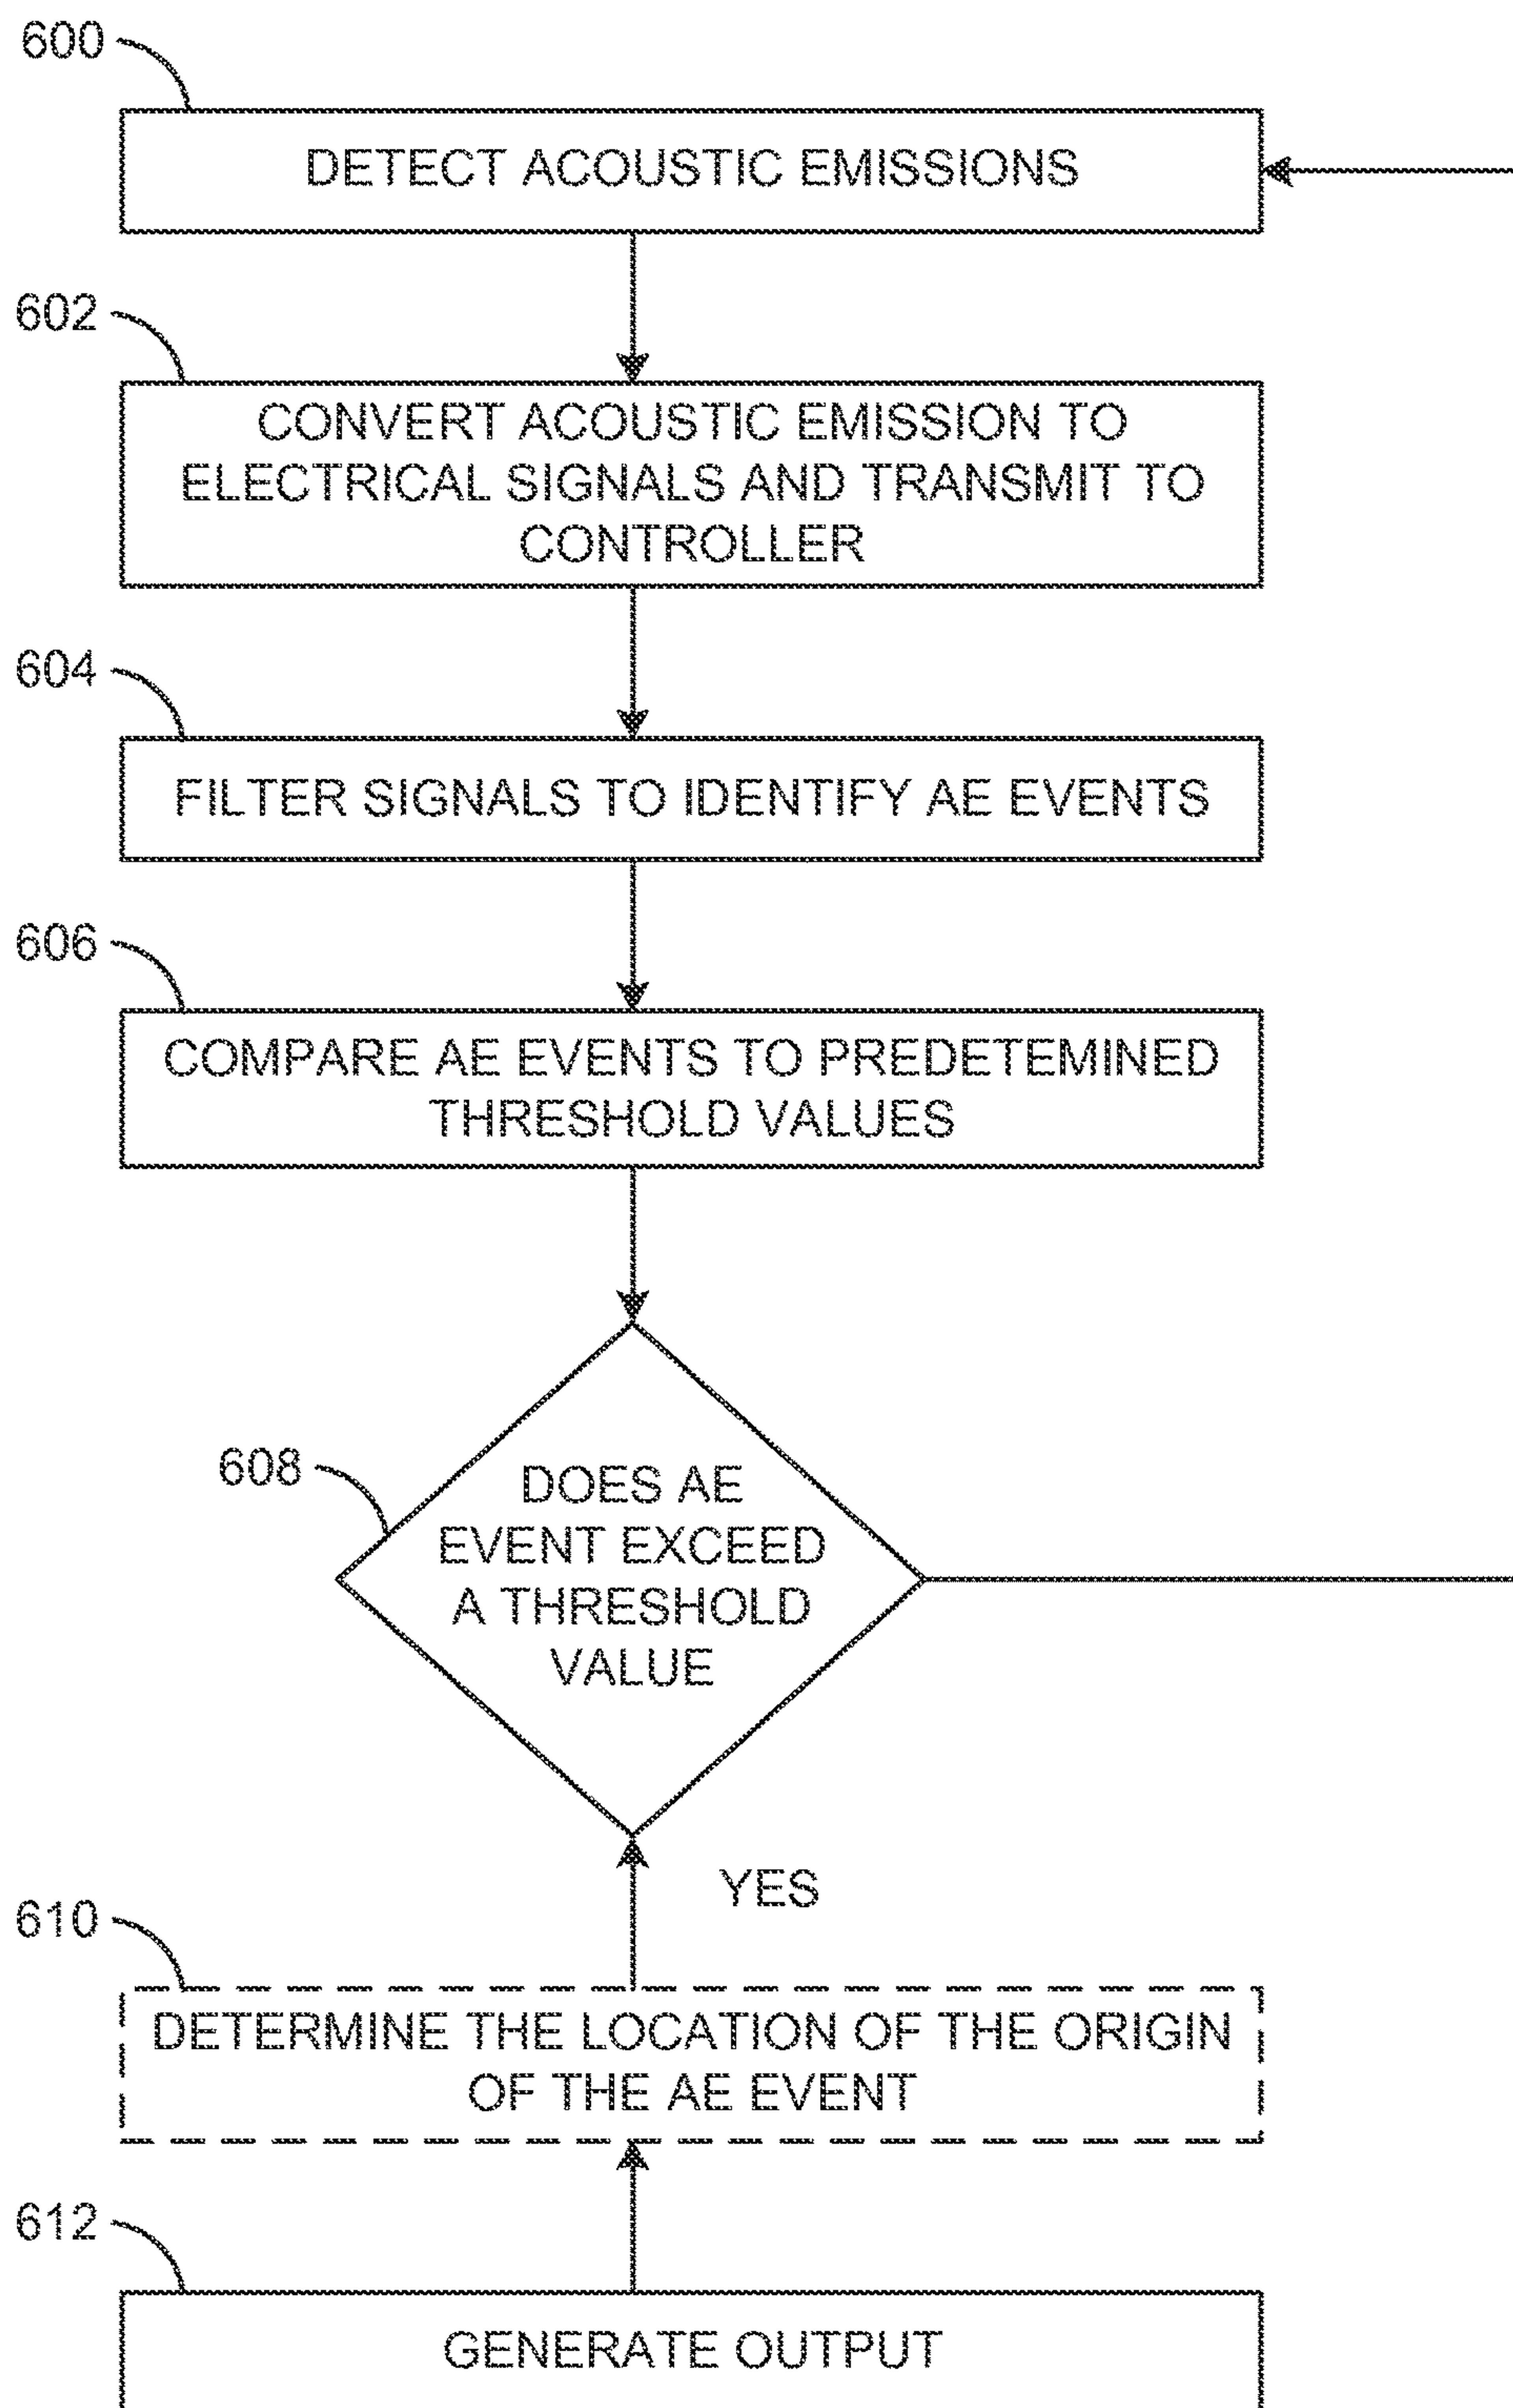 600
DETECT ACOUSTIC EMISSIONS
602
CONVERT ACOUSTIC EMISSION TO
ELECTRICAL SIGNALS AND TRANSMIT TO
CONTROLLER
604
FILTER SIGNALS TO IDENTIFY AE EVENTS
606
COMPARE AE EVENTS TO PREDETEMINED
THRESHOLD VALUES
608
DOES AE
EVENT EXCEED
A THRESHOLD
VALUE
YES
610
DETERMINE THE LOCATION OF THE ORIGIN
OF THE AE EVENT
612
GENERATE OUTPUT